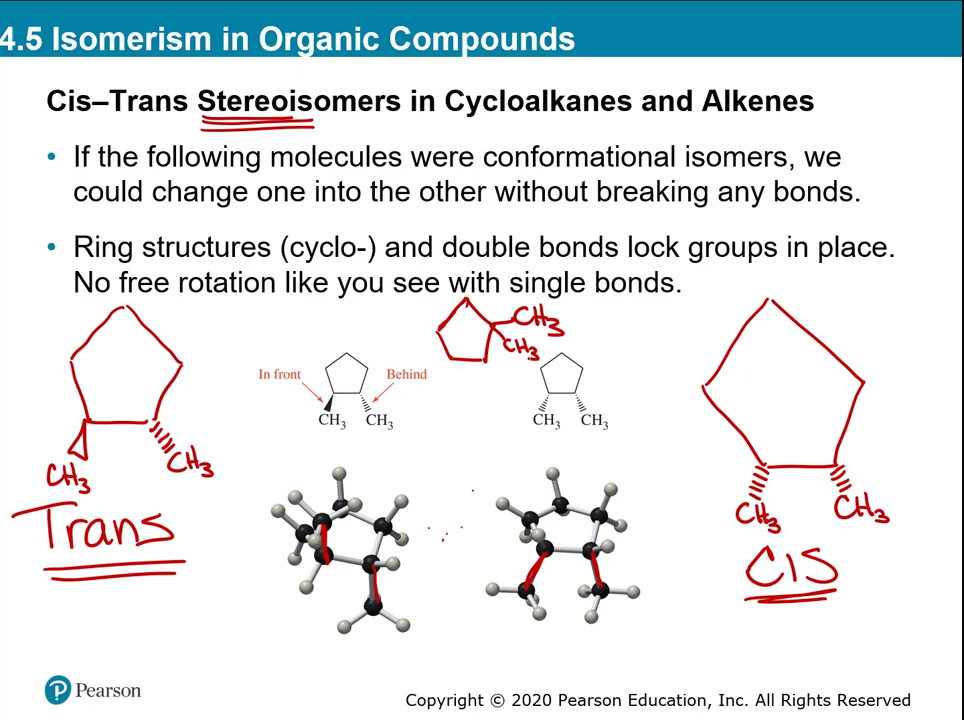 4.5 Isomerism in Organic Compounds
Cis–Trans Stereoisomers in Cycloalkanes and Alkenes
• If the following molecules were conformational isomers, we
could change one into the other without breaking any bonds.
• Ring structures (cyclo-) and double bonds lock groups in place.
No free rotation like you see with single bonds.
CH3
CH3
In front
Behind
CH3 CH3
CH3 CH3
CH3
CH3
Trans
CH3
CH3
CIS
Pearson
Copyright © 2020 Pearson Education, Inc. All Rights Reserved